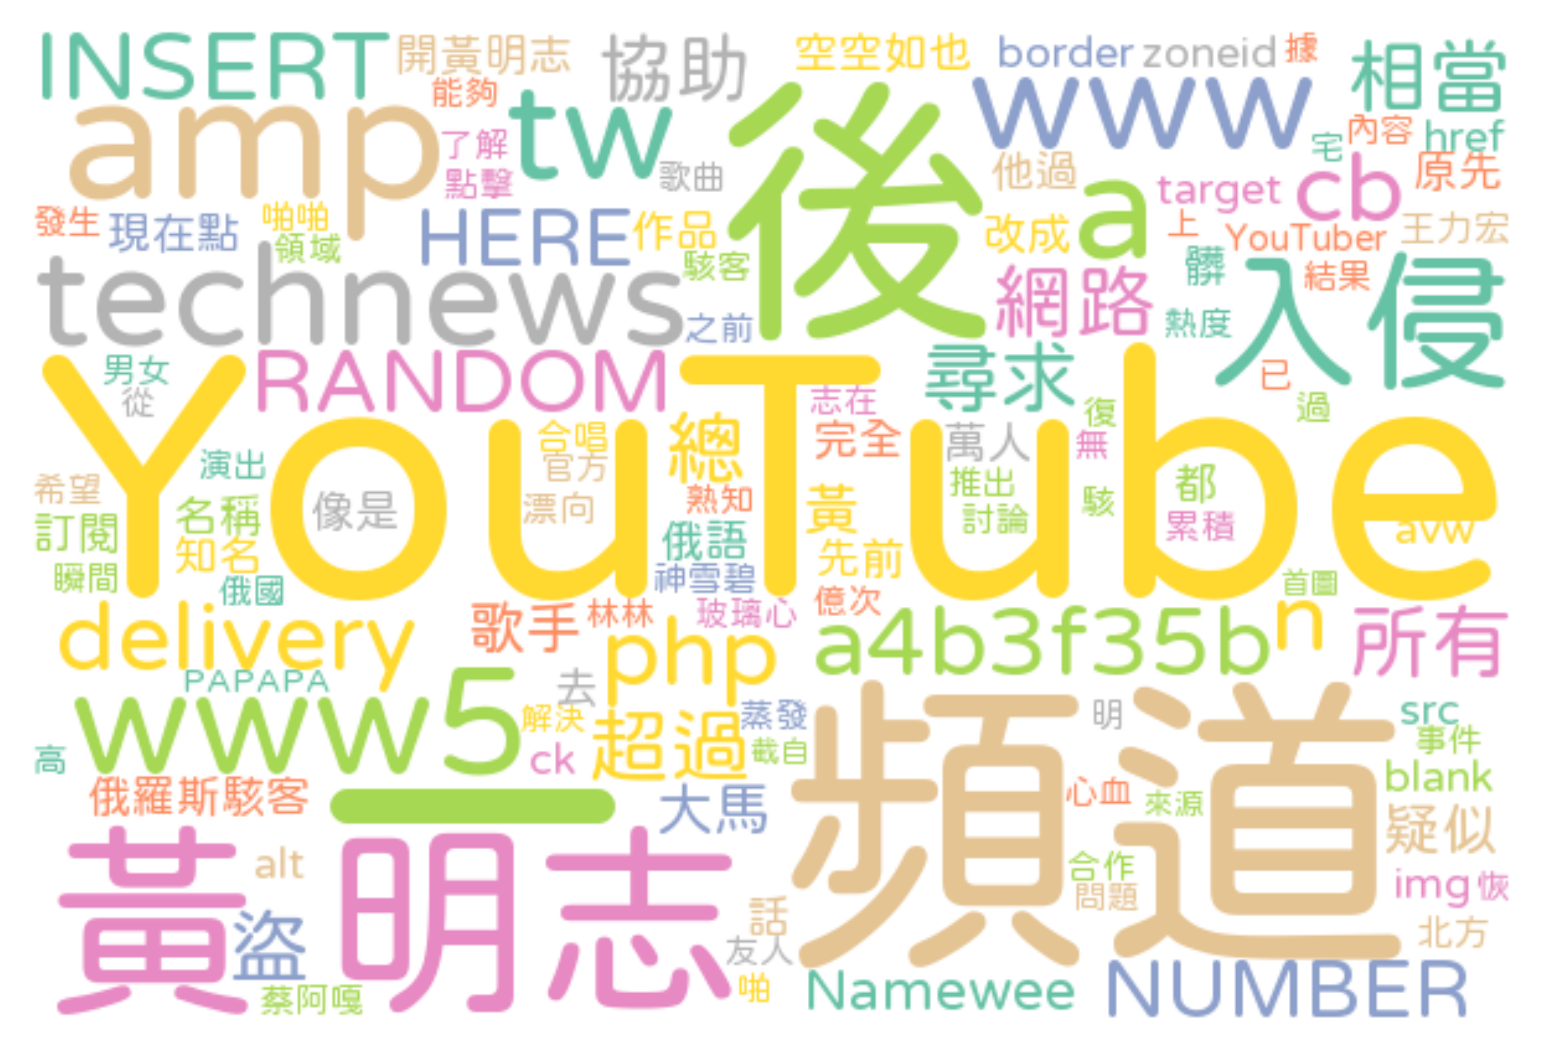 INSERT 開黃明志 協助 空空如也 border zoneid 據 相當
amp 能夠 tw 後 www 內容 href
了解 宅
點擊 歌曲 他過 a target cb 原先
發生 現在點 啪啪 HERE 作品 改成 上 YouTuber 王力宏
領域
technews 駭客 網路 髒 結果 入侵
之前 熱度
YouTube
男女 RANDOM 尋求 已
從 志在 復 過
演出 合唱 總 完全 萬人 無
希望 官方 推出 都
名稱 像是 漂向 熟知 黃 駭
訂閱 俄語 討論 累積 avw
知名 先前
瞬間 俄國 神雪碧 首圖
delivery 歌手 林林 玻璃心 億次 a4b3f35b n 所有
php
PAPAPA 去
www 5 解決 超過 蒸發 頻道 明 src
高 ck 截自 事件
俄羅斯駭客 _ 大馬 心血 來源 blank
黃明志 疑似
alt 合作 img 恢
盜 話 問題
友人 北方
蔡阿嘎 啪 Namewee NUMBER